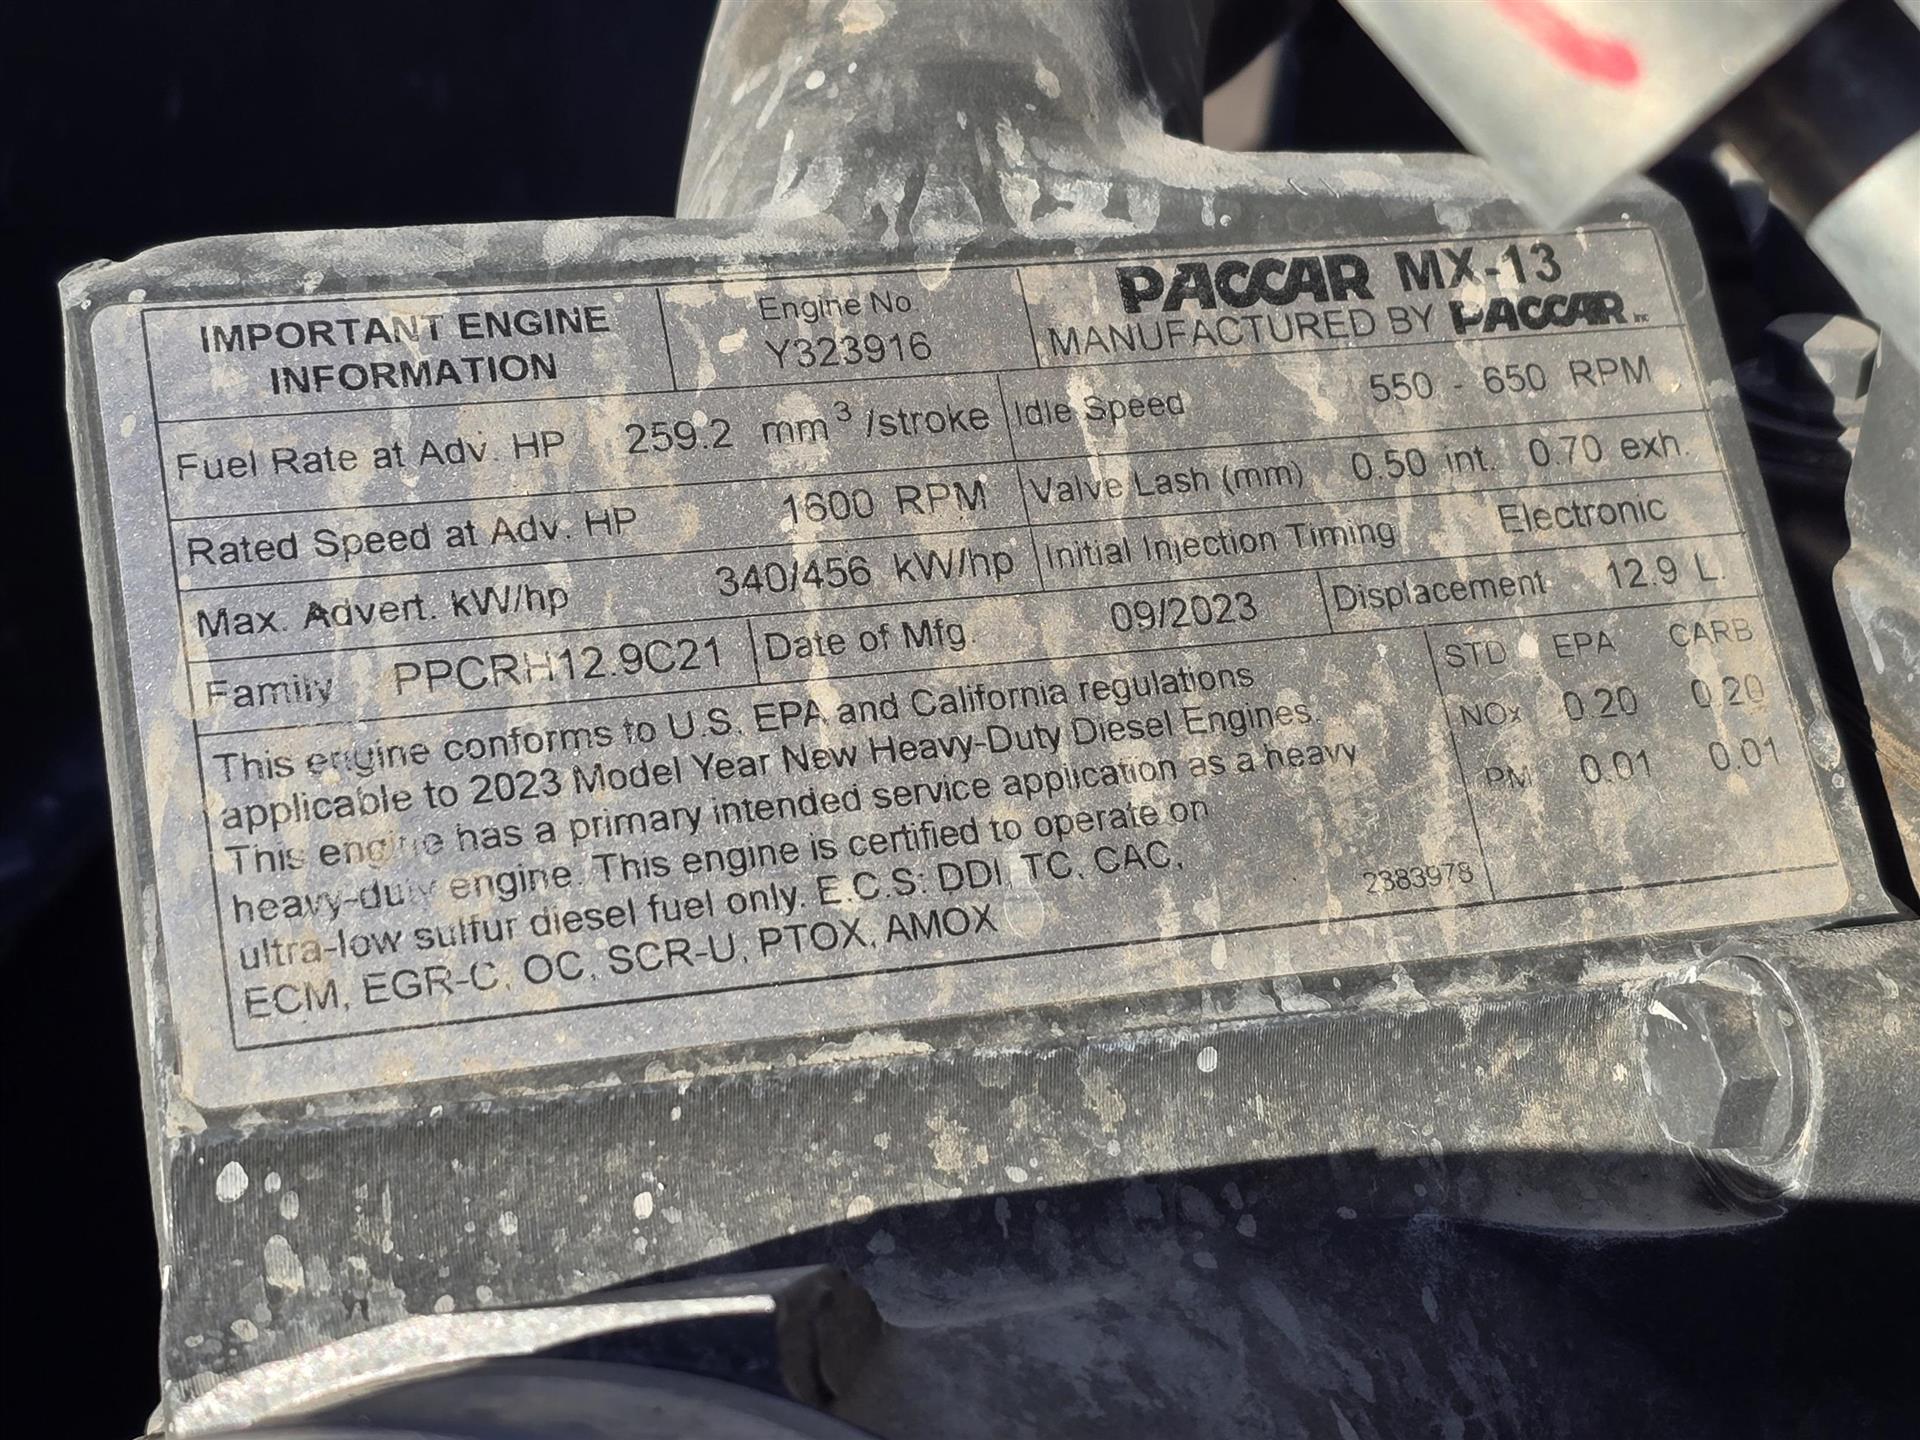 IMPORTANT ENGINE
INFORMATION
Engine No.
Y323916
PACCAR MX-13
MANUFACTURED BY PACCAR Inc
Fuel Rate at Adv. HP 259.2 mm³/stroke
Idle Speed 550 - 650 RPM
Rated Speed at Adv. HP 1600 RPM
Valve Lash (mm) 0.50 int. 0.70 exh.
Max. Advert. kW/hp 340/456 kW/hp
Initial Injection Timing Electronic
Family PPCRH12.9C21
Date of Mfg. 09/2023
Displacement 12.9 L.
This engine conforms to U.S. EPA and California regulations
applicable to 2023 Model Year New Heavy-Duty Diesel Engines.
This engine has a primary intended service application as a heavy
heavy-duty engine. This engine is certified to operate on
ultra-low sulfur diesel fuel only. E.C.S: DDI, TC, CAC,
ECM, EGR-C, OC, SCR-U, PTOX, AMOX
STD EPA CARB
NOx 0.20 0.20
PM 0.01 0.01
2383978